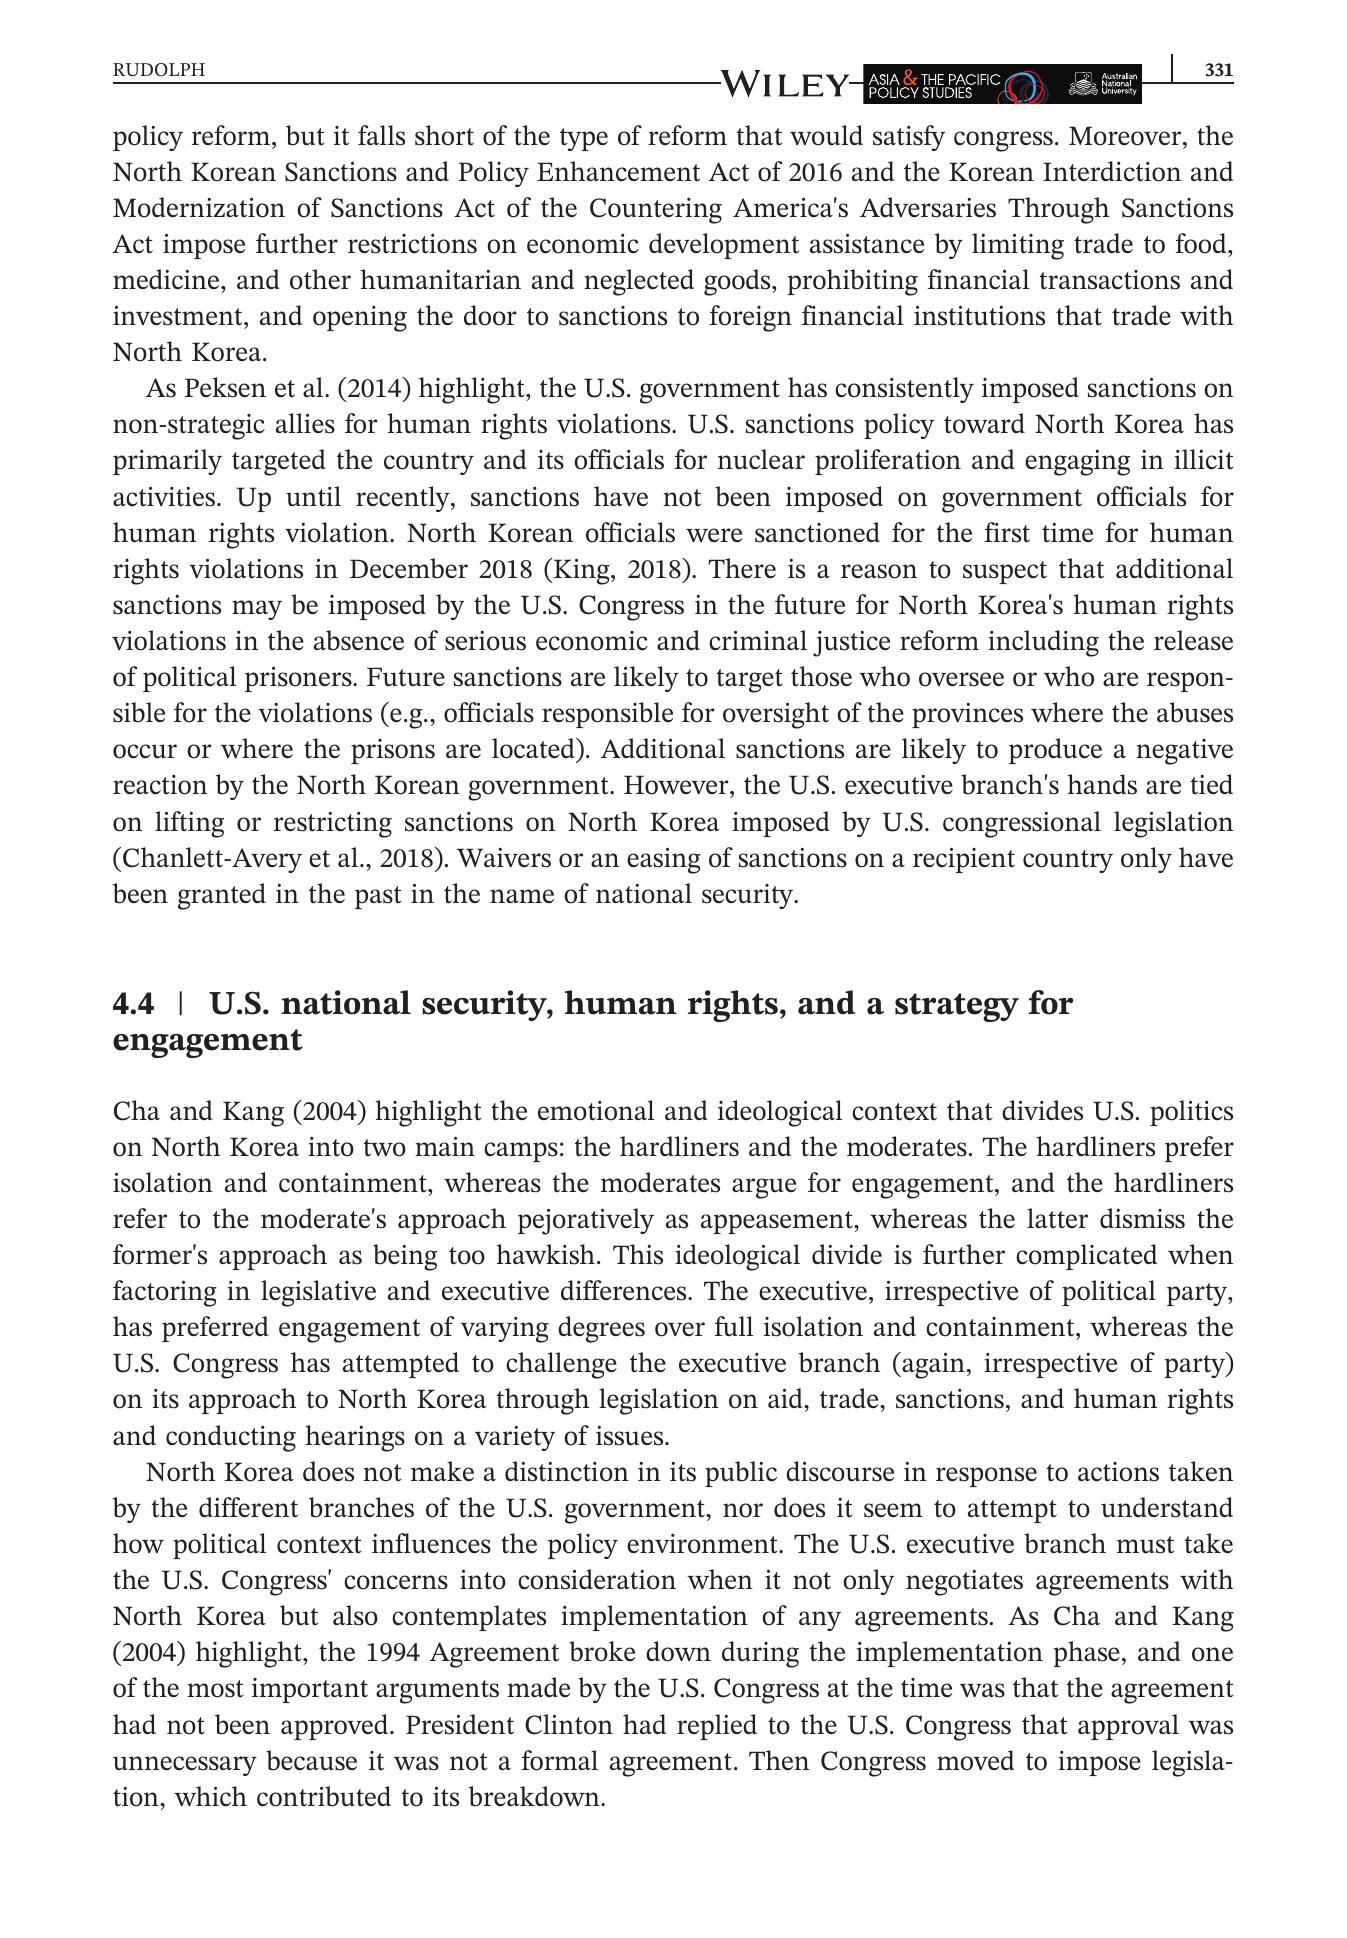 RUDOLPH
WILEY
ASIA & THE PACIFIC
POLICY STUDIES
Australian
National
University
331
policy reform, but it falls short of the type of reform that would satisfy congress. Moreover, the
North Korean Sanctions and Policy Enhancement Act of 2016 and the Korean Interdiction and
Modernization of Sanctions Act of the Countering America's Adversaries Through Sanctions
Act impose further restrictions on economic development assistance by limiting trade to food,
medicine, and other humanitarian and neglected goods, prohibiting financial transactions and
investment, and opening the door to sanctions to foreign financial institutions that trade with
North Korea.
As Peksen et al. (2014) highlight, the U.S. government has consistently imposed sanctions on
non-strategic allies for human rights violations. U.S. sanctions policy toward North Korea has
primarily targeted the country and its officials for nuclear proliferation and engaging in illicit
activities. Up until recently, sanctions have not been imposed on government officials for
human rights violation. North Korean officials were sanctioned for the first time for human
rights violations in December 2018 (King, 2018). There is a reason to suspect that additional
sanctions may be imposed by the U.S. Congress in the future for North Korea's human rights
violations in the absence of serious economic and criminal justice reform including the release
of political prisoners. Future sanctions are likely to target those who oversee or who are respon-
sible for the violations (e.g., officials responsible for oversight of the provinces where the abuses
occur or where the prisons are located). Additional sanctions are likely to produce a negative
reaction by the North Korean government. However, the U.S. executive branch's hands are tied
on lifting or restricting sanctions on North Korea imposed by U.S. congressional legislation
(Chanlett-Avery et al., 2018). Waivers or an easing of sanctions on a recipient country only have
been granted in the past in the name of national security.
4.4 | U.S. national security, human rights, and a strategy for
engagement
Cha and Kang (2004) highlight the emotional and ideological context that divides U.S. politics
on North Korea into two main camps: the hardliners and the moderates. The hardliners prefer
isolation and containment, whereas the moderates argue for engagement, and the hardliners
refer to the moderate's approach pejoratively as appeasement, whereas the latter dismiss the
former's approach as being too hawkish. This ideological divide is further complicated when
factoring in legislative and executive differences. The executive, irrespective of political party,
has preferred engagement of varying degrees over full isolation and containment, whereas the
U.S. Congress has attempted to challenge the executive branch (again, irrespective of party)
on its approach to North Korea through legislation on aid, trade, sanctions, and human rights
and conducting hearings on a variety of issues.
North Korea does not make a distinction in its public discourse in response to actions taken
by the different branches of the U.S. government, nor does it seem to attempt to understand
how political context influences the policy environment. The U.S. executive branch must take
the U.S. Congress' concerns into consideration when it not only negotiates agreements with
North Korea but also contemplates implementation of any agreements. As Cha and Kang
(2004) highlight, the 1994 Agreement broke down during the implementation phase, and one
of the most important arguments made by the U.S. Congress at the time was that the agreement
had not been approved. President Clinton had replied to the U.S. Congress that approval was
unnecessary because it was not a formal agreement. Then Congress moved to impose legisla-
tion, which contributed to its breakdown.